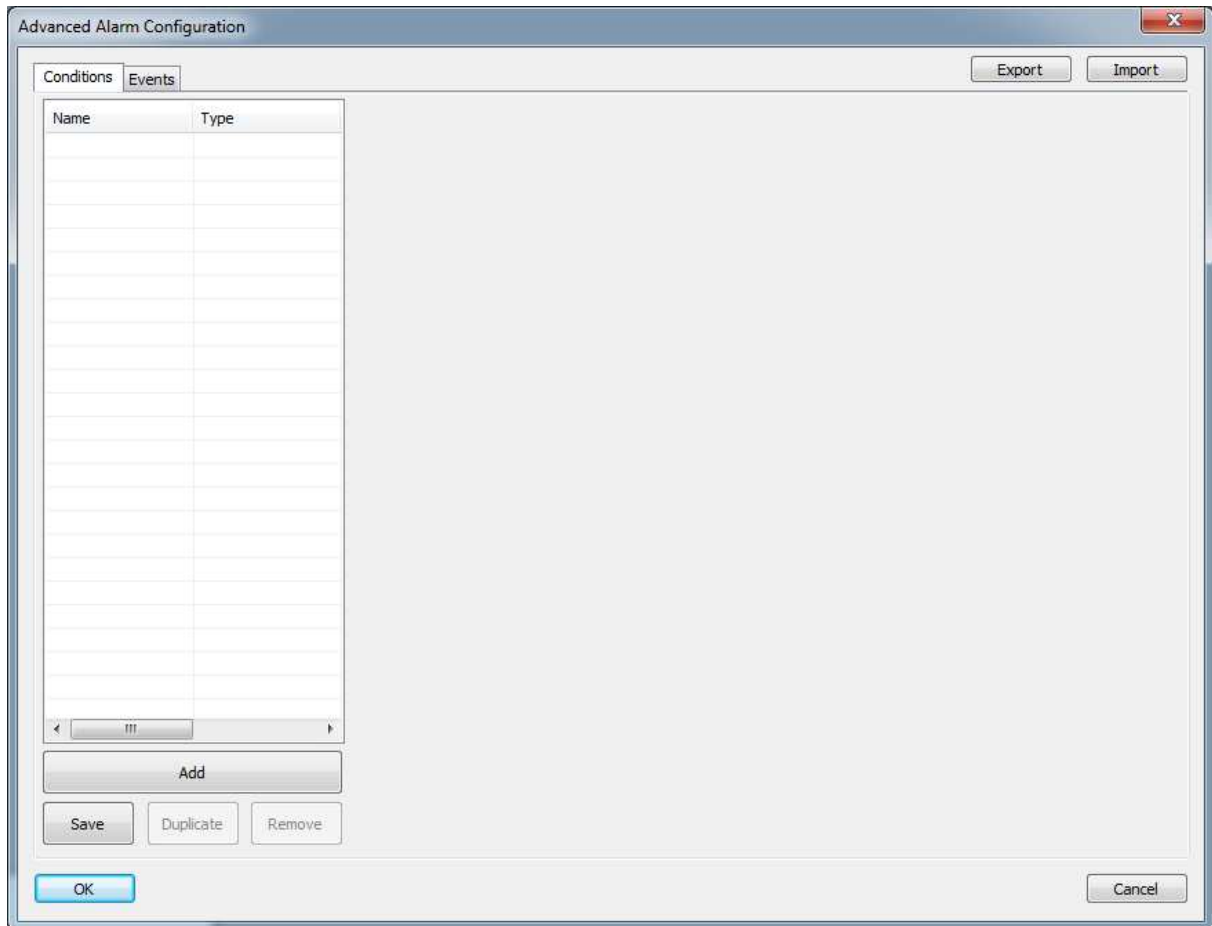 Advanced Alarm Configuration
Conditions Events Export Import
Name Type
Add
Save Duplicate Remove
OK Cancel